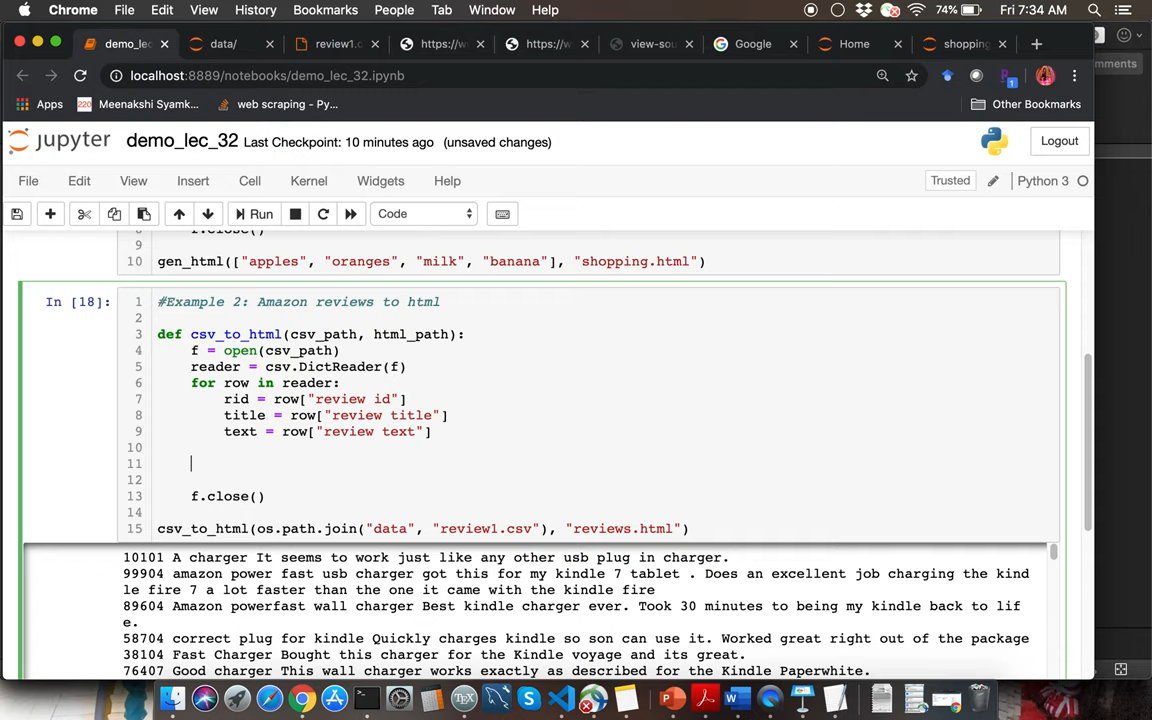 Chrome File Edit View History Bookmarks People Tab Window Help 74% Fri 7:34 AM
demo_lec data/ review1.c https://w https://w view-sou Google Home shopping
localhost:8889/notebooks/demo_lec_32.ipynb
mments
Apps 220 Meenakshi Syamk... web scraping - Py... Other Bookmarks
jupyter demo_lec_32 Last Checkpoint: 10 minutes ago (unsaved changes) Logout
File Edit View Insert Cell Kernel Widgets Help Trusted Python 3
Run Code
f.close()
9
10 gen_html(["apples", "oranges", "milk", "banana"], "shopping.html")
In [18]: 1 #Example 2: Amazon reviews to html
2
3 def csv_to_html(csv_path, html_path):
4 f = open(csv_path)
5 reader = csv.DictReader(f)
6 for row in reader:
7 rid = row["review id"]
8 title = row["review title"]
9 text = row["review text"]
10
11
12
13 f.close()
14
15 csv_to_html(os.path.join("data", "review1.csv"), "reviews.html")
10101 A charger It seems to work just like any other usb plug in charger.
99904 amazon power fast usb charger got this for my kindle 7 tablet . Does an excellent job charging the kind
le fire 7 a lot faster than the one it came with the kindle fire
89604 Amazon powerfast wall charger Best kindle charger ever. Took 30 minutes to being my kindle back to lif
e.
58704 correct plug for kindle Quickly charges kindle so son can use it. Worked great right out of the package
38104 Fast Charger Bought this charger for the Kindle voyage and its great.
76407 Good charger This wall charger works exactly as described for the Kindle Paperwhite.